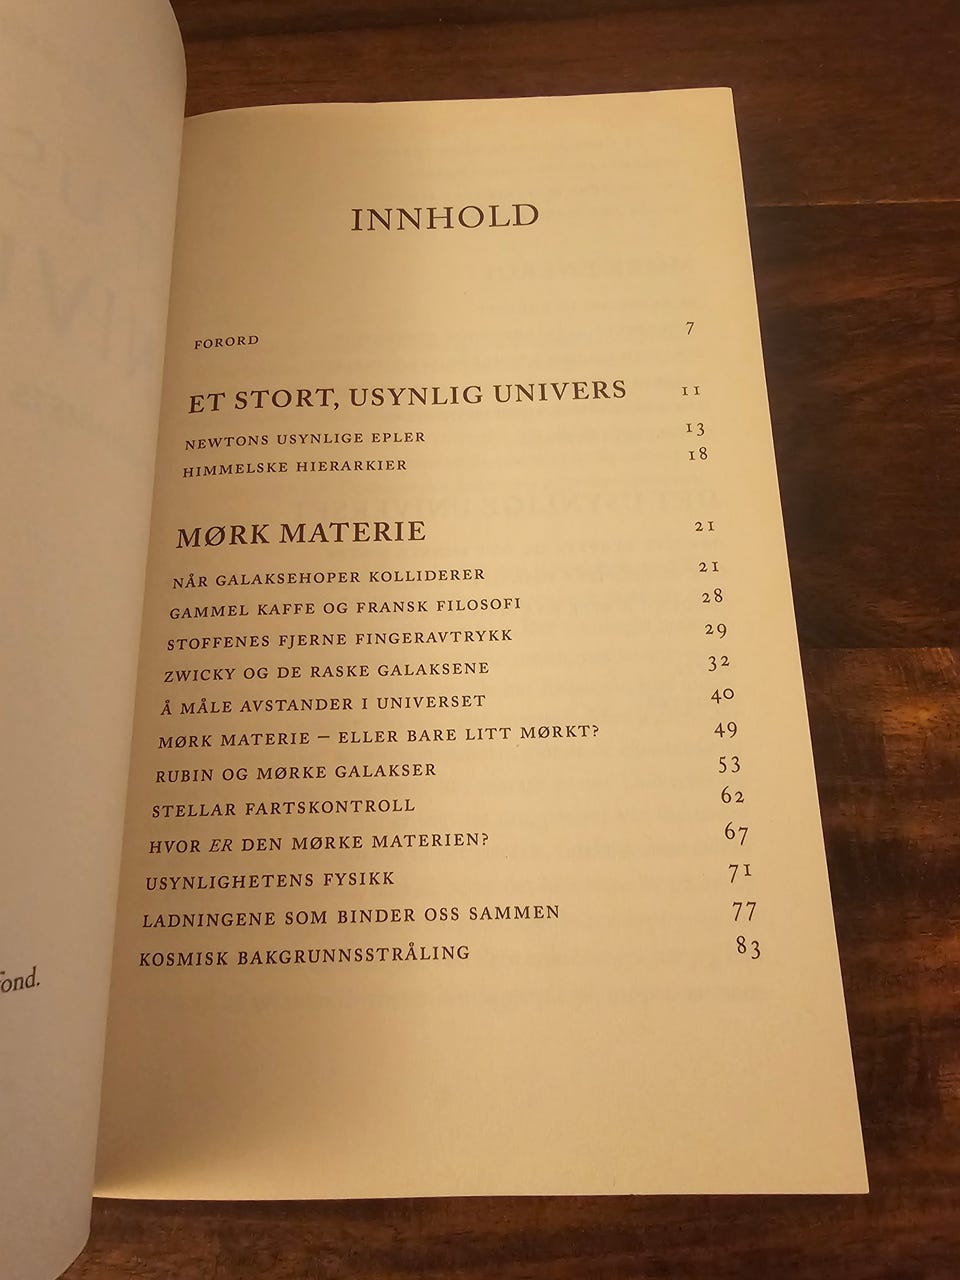 INNHOLD
FORORD 7
ET STORT, USYNLIG UNIVERS 11
NEWTONS USYNLIGE EPLER 13
HIMMELSKE HIERARKIER 18
MØRK MATERIE 21
NÅR GALAKSEHOPER KOLLIDERER 21
GAMMEL KAFFE OG FRANSK FILOSOFI 28
STOFFENES FJERNE FINGERAVTRYKK 29
ZWICKY OG DE RASKE GALAKSENE 32
Å MÅLE AVSTANDER I UNIVERSET 40
MØRK MATERIE – ELLER BARE LITT MØRKT? 49
RUBIN OG MØRKE GALAKSER 53
STELLAR FARTSKONTROLL 62
HVOR ER DEN MØRKE MATERIEN? 67
USYNLIGHETENS FYSIKK 71
LADNINGENE SOM BINDER OSS SAMMEN 77
KOSMISK BAKGRUNNSSTRÅLING 83